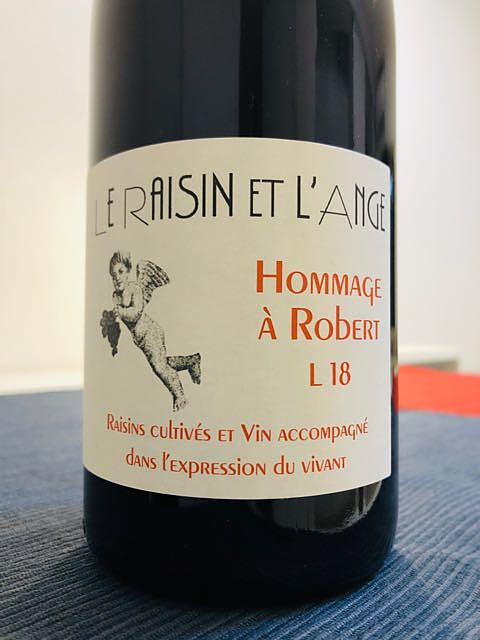 Le Raisin et l'Ange
Hommage
à Robert
L 18
Raisins cultivés et Vin accompagné
dans l'expression du vivant